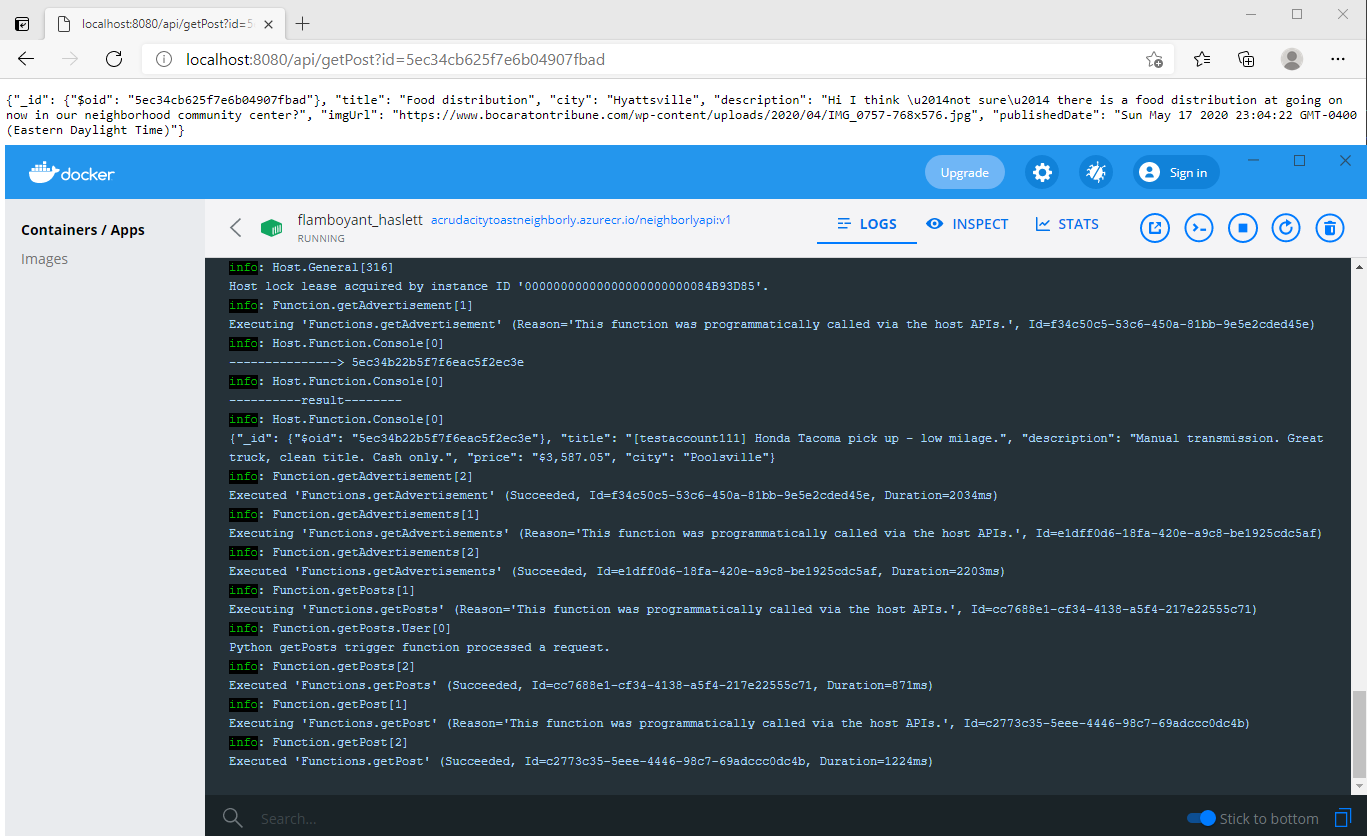 localhost:8080/api/getPost?id=5
localhost:8080/api/getPost?id=5ec34cb625f7e6b04907fbad
{"_id": {"$oid": "5ec34cb625f7e6b04907fbad"}, "title": "Food distribution", "city": "Hyattsville", "description": "Hi I think \u2014not sure\u2014 there is a food distribution at going on
now in our neighborhood community center?", "imgUrl": "https://www.bocaratontribune.com/wp-content/uploads/2020/04/IMG_0757-768x576.jpg", "publishedDate": "Sun May 17 2020 23:04:22 GMT-0400
(Eastern Daylight Time)"}
docker
Upgrade
Sign in
Containers / Apps
Images
flamboyant_haslett acrudacitytoastneighborly.azurecr.io/neighborlyapi:v1
RUNNING
LOGS
INSPECT
STATS
info: Host.General[316]
Host lock lease acquired by instance ID '00000000000000000000000084B93D85'.
info: Function.getAdvertisement[1]
Executing 'Functions.getAdvertisement' (Reason='This function was programmatically called via the host APIs.', Id=f34c50c5-53c6-450a-81bb-9e5e2cded45e)
info: Host.Function.Console[0]
---------------> 5ec34b22b5f7f6eac5f2ec3e
info: Host.Function.Console[0]
----------result--------
info: Host.Function.Console[0]
{"_id": {"$oid": "5ec34b22b5f7f6eac5f2ec3e"}, "title": "[testaccount111] Honda Tacoma pick up - low milage.", "description": "Manual transmission. Great
truck, clean title. Cash only.", "price": "$3,587.05", "city": "Poolsville"}
info: Function.getAdvertisement[2]
Executed 'Functions.getAdvertisement' (Succeeded, Id=f34c50c5-53c6-450a-81bb-9e5e2cded45e, Duration=2034ms)
info: Function.getAdvertisements[1]
Executing 'Functions.getAdvertisements' (Reason='This function was programmatically called via the host APIs.', Id=e1dff0d6-18fa-420e-a9c8-be1925cdc5af)
info: Function.getAdvertisements[2]
Executed 'Functions.getAdvertisements' (Succeeded, Id=e1dff0d6-18fa-420e-a9c8-be1925cdc5af, Duration=2203ms)
info: Function.getPosts[1]
Executing 'Functions.getPosts' (Reason='This function was programmatically called via the host APIs.', Id=cc7688e1-cf34-4138-a5f4-217e22555c71)
info: Function.getPosts.User[0]
Python getPosts trigger function processed a request.
info: Function.getPosts[2]
Executed 'Functions.getPosts' (Succeeded, Id=cc7688e1-cf34-4138-a5f4-217e22555c71, Duration=871ms)
info: Function.getPost[1]
Executing 'Functions.getPost' (Reason='This function was programmatically called via the host APIs.', Id=c2773c35-5eee-4446-98c7-69adccc0dc4b)
info: Function.getPost[2]
Executed 'Functions.getPost' (Succeeded, Id=c2773c35-5eee-4446-98c7-69adccc0dc4b, Duration=1224ms)
Search...
Stick to bottom